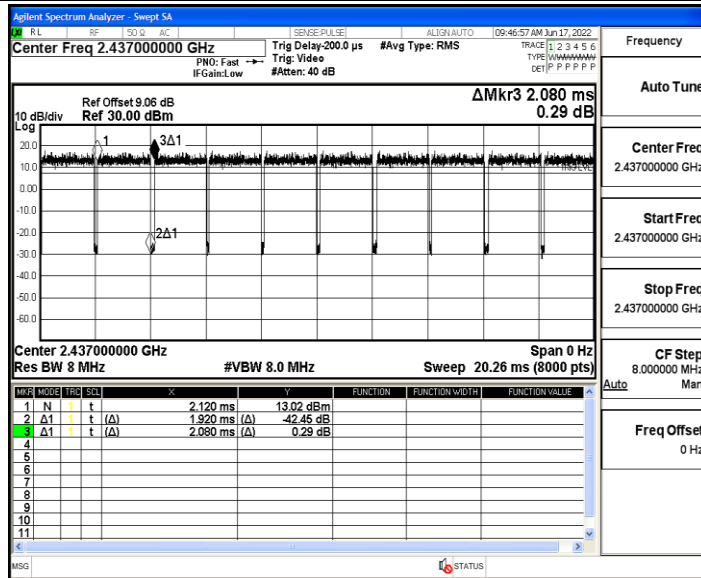 Agilent Spectrum Analyzer - Swept SA
RL RF 50 Ω AC SENSE:PULSE ALIGN AUTO 09:46:57 AM Jun 17, 2022
Center Freq 2.437000000 GHz
PNO: Fast
IFGain:Low
Trig Delay-200.0 µs
Trig: Video
#Atten: 40 dB
#Avg Type: RMS
TRACE 1 2 3 4 5 6
TYPE WWWWWW
DET P P P P P P
ΔMkr3 2.080 ms
0.29 dB
Ref Offset 9.06 dB
Ref 30.00 dBm
10 dB/div
Log
20.0
10.0
0.00
-10.0
-20.0
-30.0
-40.0
-50.0
-60.0
1
3Δ1
2Δ1
TRIG LVL
Center 2.437000000 GHz Span 0 Hz
Res BW 8 MHz #VBW 8.0 MHz Sweep 20.26 ms (8000 pts)
MKR MODE TRC SCL X Y FUNCTION FUNCTION WIDTH FUNCTION VALUE
1 N 1 t 2.120 ms 13.02 dBm
2 Δ1 1 t (Δ) 1.920 ms (Δ) -42.45 dB
3 Δ1 1 t (Δ) 2.080 ms (Δ) 0.29 dB
4
5
6
7
8
9
10
11
MSG STATUS
Frequency
Auto Tune
Center Freq
2.437000000 GHz
Start Freq
2.437000000 GHz
Stop Freq
2.437000000 GHz
CF Step
8.000000 MHz
Auto Man
Freq Offset
0 Hz